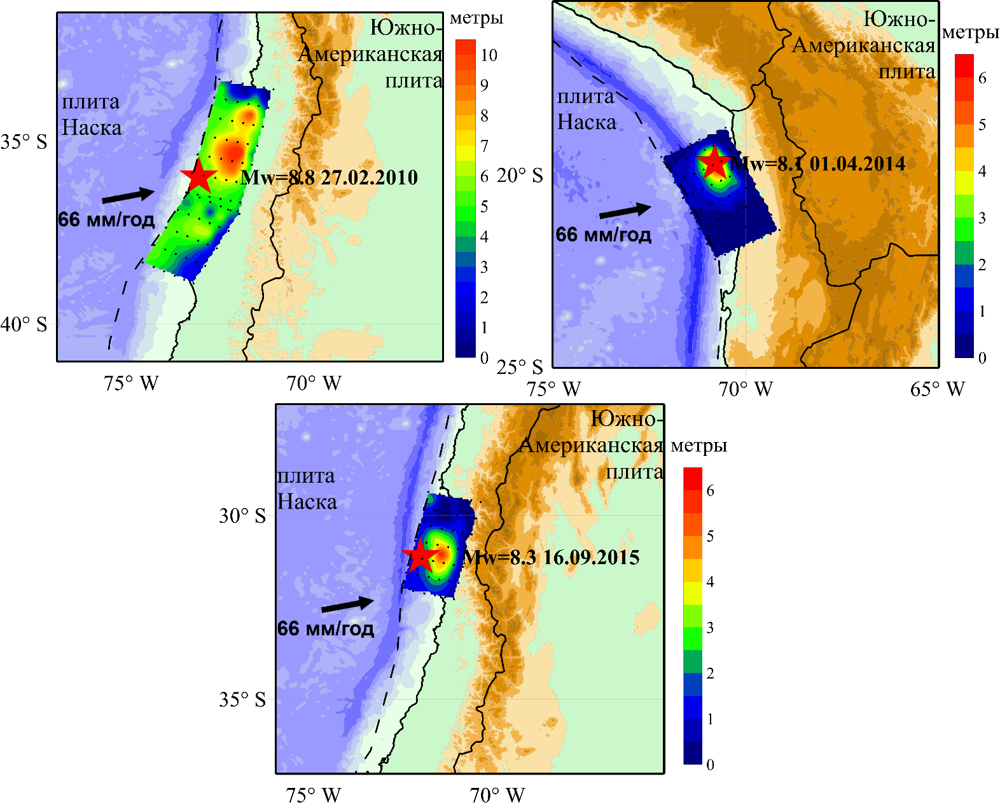 Южно-
Американская
плита
плита
Наска
Mw=8.8 27.02.2010
66 мм/год
35° S
40° S
75° W
70° W
метры
10
9
8
7
6
5
4
3
2
1
0
Южно-
Американская
плита
плита
Наска
Mw=8.1 01.04.2014
66 мм/год
20° S
25° S
75° W
70° W
65° W
метры
6
5
4
3
2
1
0
Южно-
Американская
плита
плита
Наска
Mw=8.3 16.09.2015
66 мм/год
30° S
35° S
75° W
70° W
метры
6
5
4
3
2
1
0